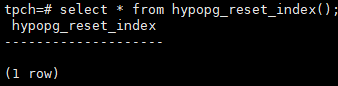 tpch=# select * from hypopg_reset_index();
 hypopg_reset_index
--------------------

(1 row)